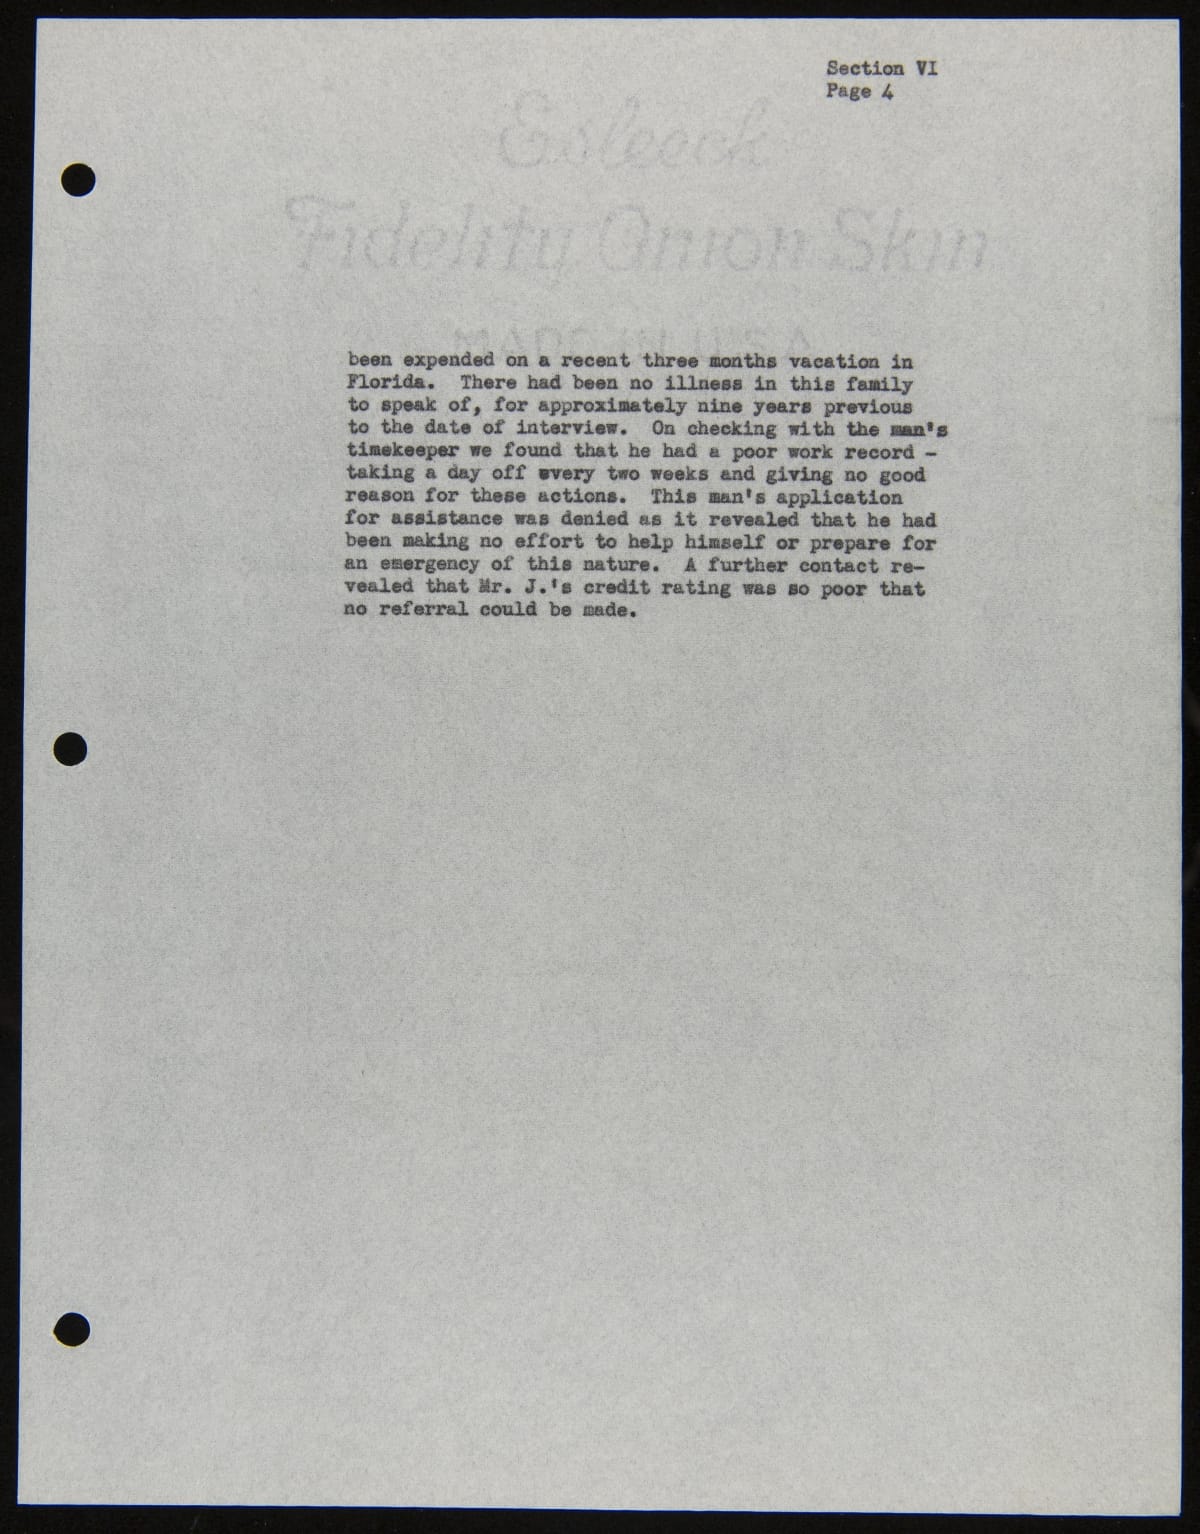 Section VI
Page 4
Esleeck
Fidelity Onion Skin
been expended on a recent three months vacation in
Florida.  There had been no illness in this family
to speak of, for approximately nine years previous
to the date of interview.  On checking with the man's
timekeeper we found that he had a poor work record -
taking a day off every two weeks and giving no good
reason for these actions.  This man's application
for assistance was denied as it revealed that he had
been making no effort to help himself or prepare for
an emergency of this nature.  A further contact re-
vealed that Mr. J.'s credit rating was so poor that
no referral could be made.